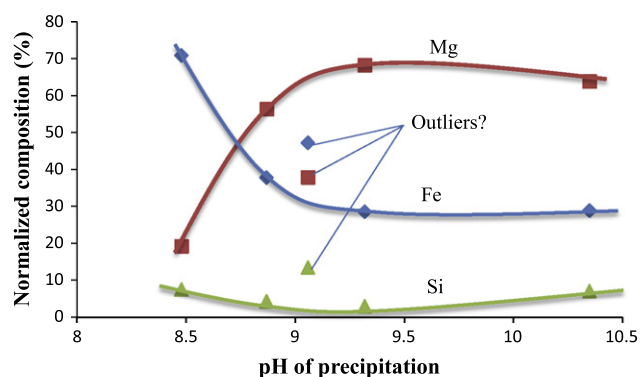 80
70
60
50
40
30
20
10
0
Normalized composition (%)
Mg
Outliers?
Fe
Si
8
8.5
9
9.5
10
10.5
pH of precipitation